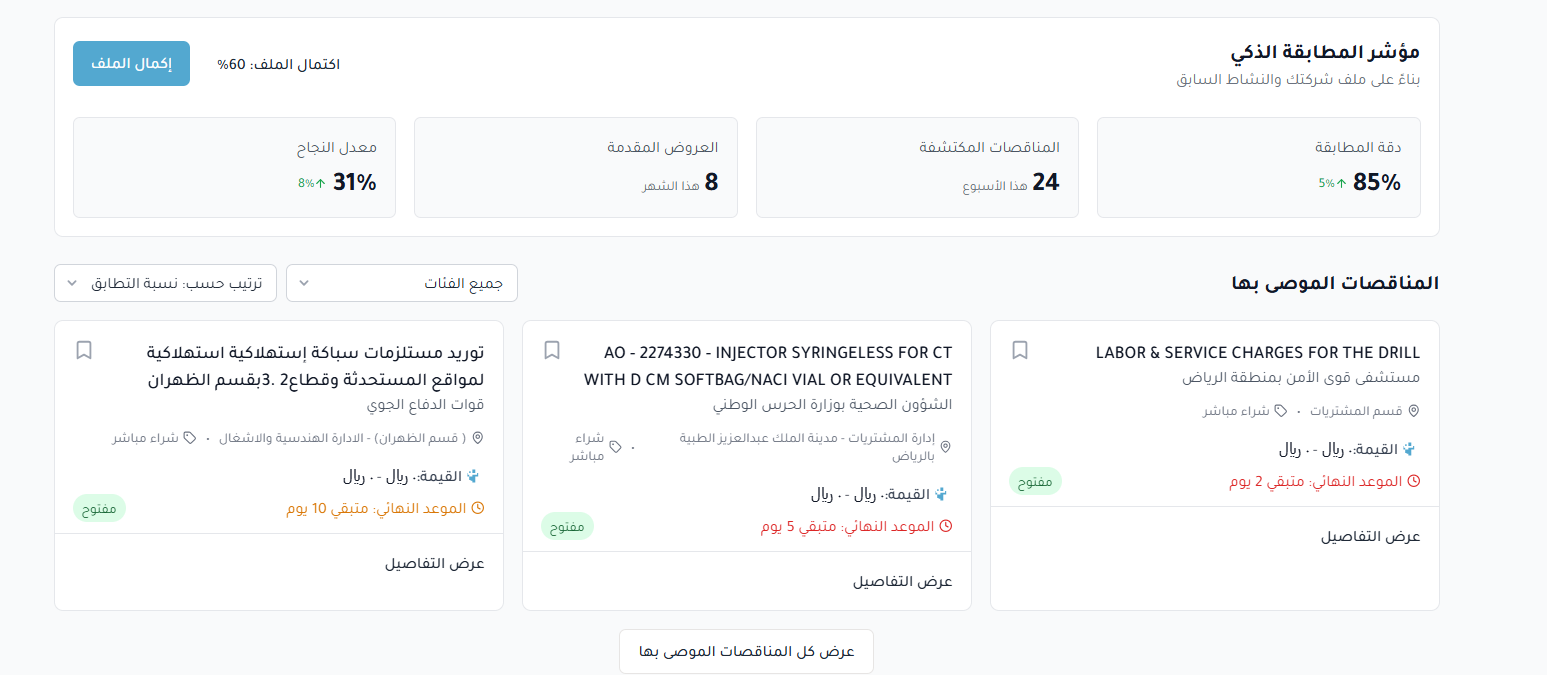 مؤشر المطابقة الذكي
بناءً على ملف شركتك والنشاط السابق
اكتمال الملف: 60%
إكمال الملف
دقة المطابقة
85% ↑5%
المناقصات المكتشفة
24 هذا الأسبوع
العروض المقدمة
8 هذا الشهر
معدل النجاح
31% ↑8%
المناقصات الموصى بها
جميع الفئات
ترتيب حسب: نسبة التطابق
LABOR & SERVICE CHARGES FOR THE DRILL
مستشفى قوى الأمن بمنطقة الرياض
قسم المشتريات • شراء مباشر
القيمة:٠ ريال - ٠ ريال
الموعد النهائي: متبقي 2 يوم
مفتوح
عرض التفاصيل
AO - 2274330 - INJECTOR SYRINGELESS FOR CT
WITH D CM SOFTBAG/NACI VIAL OR EQUIVALENT
الشؤون الصحية بوزارة الحرس الوطني
إدارة المشتريات - مدينة الملك عبدالعزيز الطبية
بالرياض
• شراء
مباشر
القيمة:٠ ريال - ٠ ريال
الموعد النهائي: متبقي 5 يوم
مفتوح
عرض التفاصيل
توريد مستلزمات سباكة إستهلاكية استهلاكية
لمواقع المستحدثة وقطاع2 .3بقسم الظهران
قوات الدفاع الجوي
( قسم الظهران) - الادارة الهندسية والاشغال • شراء مباشر
القيمة:٠ ريال - ٠ ريال
الموعد النهائي: متبقي 10 يوم
مفتوح
عرض التفاصيل
عرض كل المناقصات الموصى بها